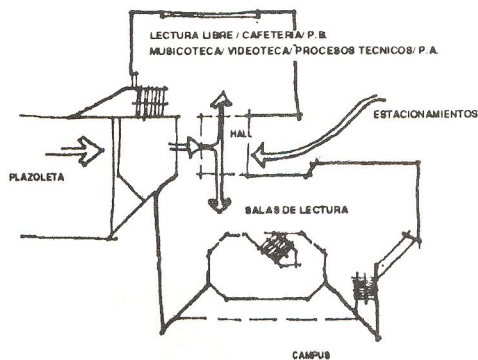 LECTURA LIBRE / CAFETERIA/ P.B.
MUSICOTECA/ VIDEOTECA/ PROCESOS TECNICOS/ P.A.
ESTACIONAMIENTOS
HALL
PLAZOLETA
SALAS DE LECTURA
CAMPUS